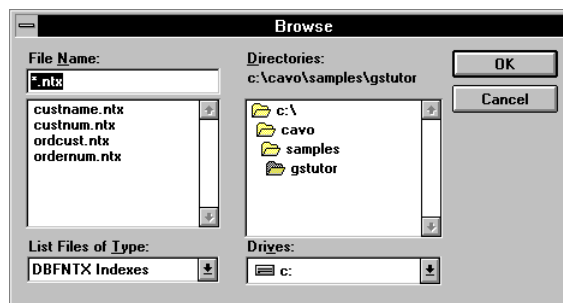 Browse
File Name:
*.ntx
custname.ntx
custnum.ntx
ordcust.ntx
ordernum.ntx
List Files of Type:
DBFNTX Indexes
Directories:
c:\cavo\samples\gstutor
c:\
cavo
samples
gstutor
Drives:
c:
OK
Cancel